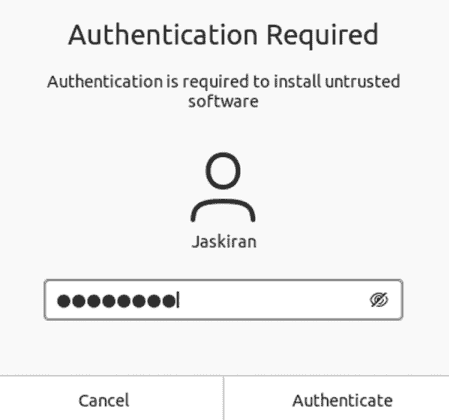 Authentication Required
Authentication is required to install untrusted
software
Jaskiran
Cancel
Authenticate